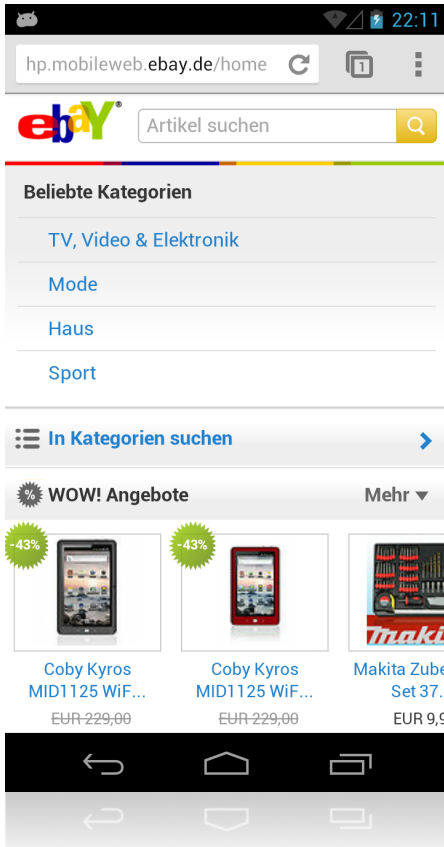 22:11
hp.mobileweb.ebay.de/home
1
ebaY®
Artikel suchen
Beliebte Kategorien
TV, Video & Elektronik
Mode
Haus
Sport
In Kategorien suchen
% WOW! Angebote
Mehr
-43%
-43%
Maki
Coby Kyros
MID1125 WiF...
EUR 229,00
Coby Kyros
MID1125 WiF...
EUR 229,00
Makita Zube
Set 37.
EUR 9,9